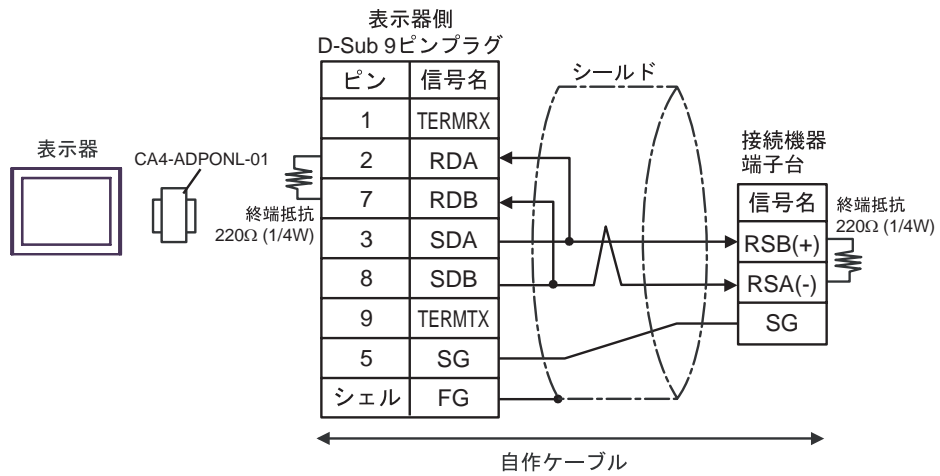 表示器側
D-Sub 9ピンプラグ
ピン 信号名
1 TERMRX
2 RDA
7 RDB
3 SDA
8 SDB
9 TERMTX
5 SG
シェル FG
シールド
表示器
CA4-ADPONL-01
終端抵抗
220Ω (1/4W)
接続機器
端子台
信号名
RSB(+)
RSA(-)
SG
終端抵抗
220Ω (1/4W)
自作ケーブル